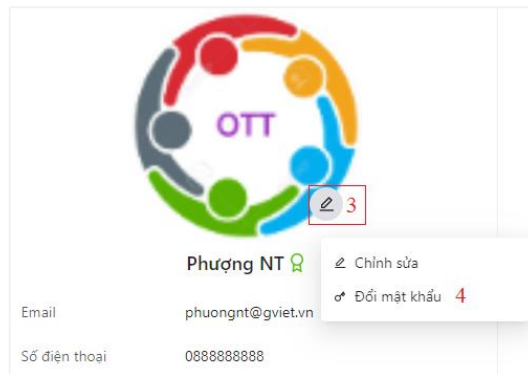 OTT
3
Phượng NT
Chỉnh sửa
Đổi mật khẩu 4
Email phuongnt@gviet.vn
Số điện thoại 0888888888